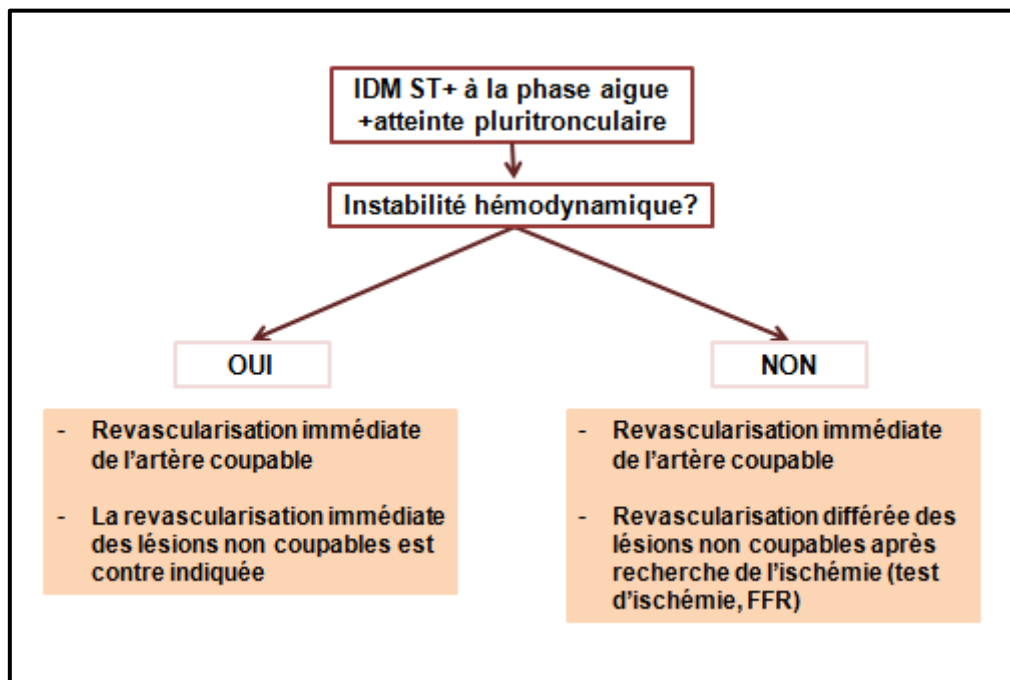 IDM ST+ à la phase aigue
+atteinte pluritronculaire
Instabilité hémodynamique?
OUI
NON
- Revascularisation immédiate
de l'artère coupable
- La revascularisation immédiate
des lésions non coupables est
contre indiquée
- Revascularisation immédiate
de l'artère coupable
- Revascularisation différée des
lésions non coupables après
recherche de l'ischémie (test
d'ischémie, FFR)